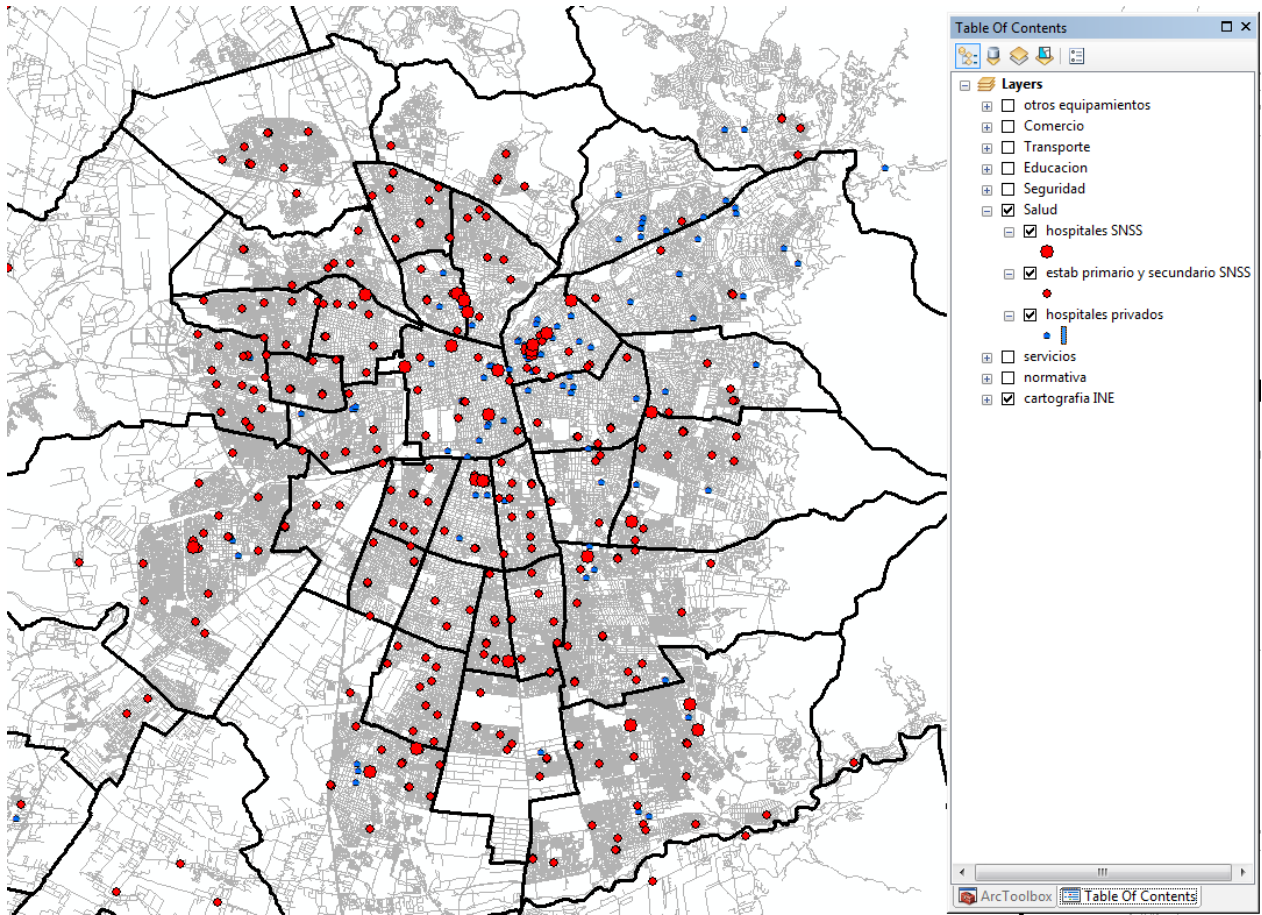 Table Of Contents
Layers
otros equipamientos
Comercio
Transporte
Educacion
Seguridad
Salud
hospitales SNSS
estab primario y secundario SNSS
hospitales privados
servicios
normativa
cartografia INE
ArcToolbox
Table Of Contents